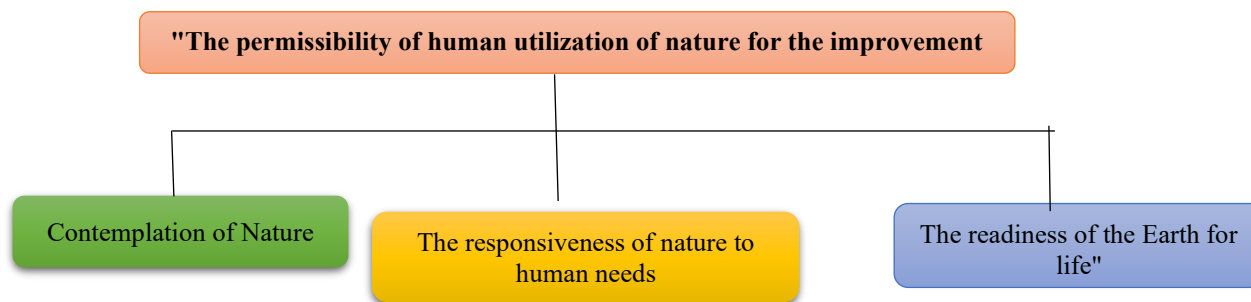 "The permissibility of human utilization of nature for the improvement
Contemplation of Nature
The responsiveness of nature to
human needs
The readiness of the Earth for
life"